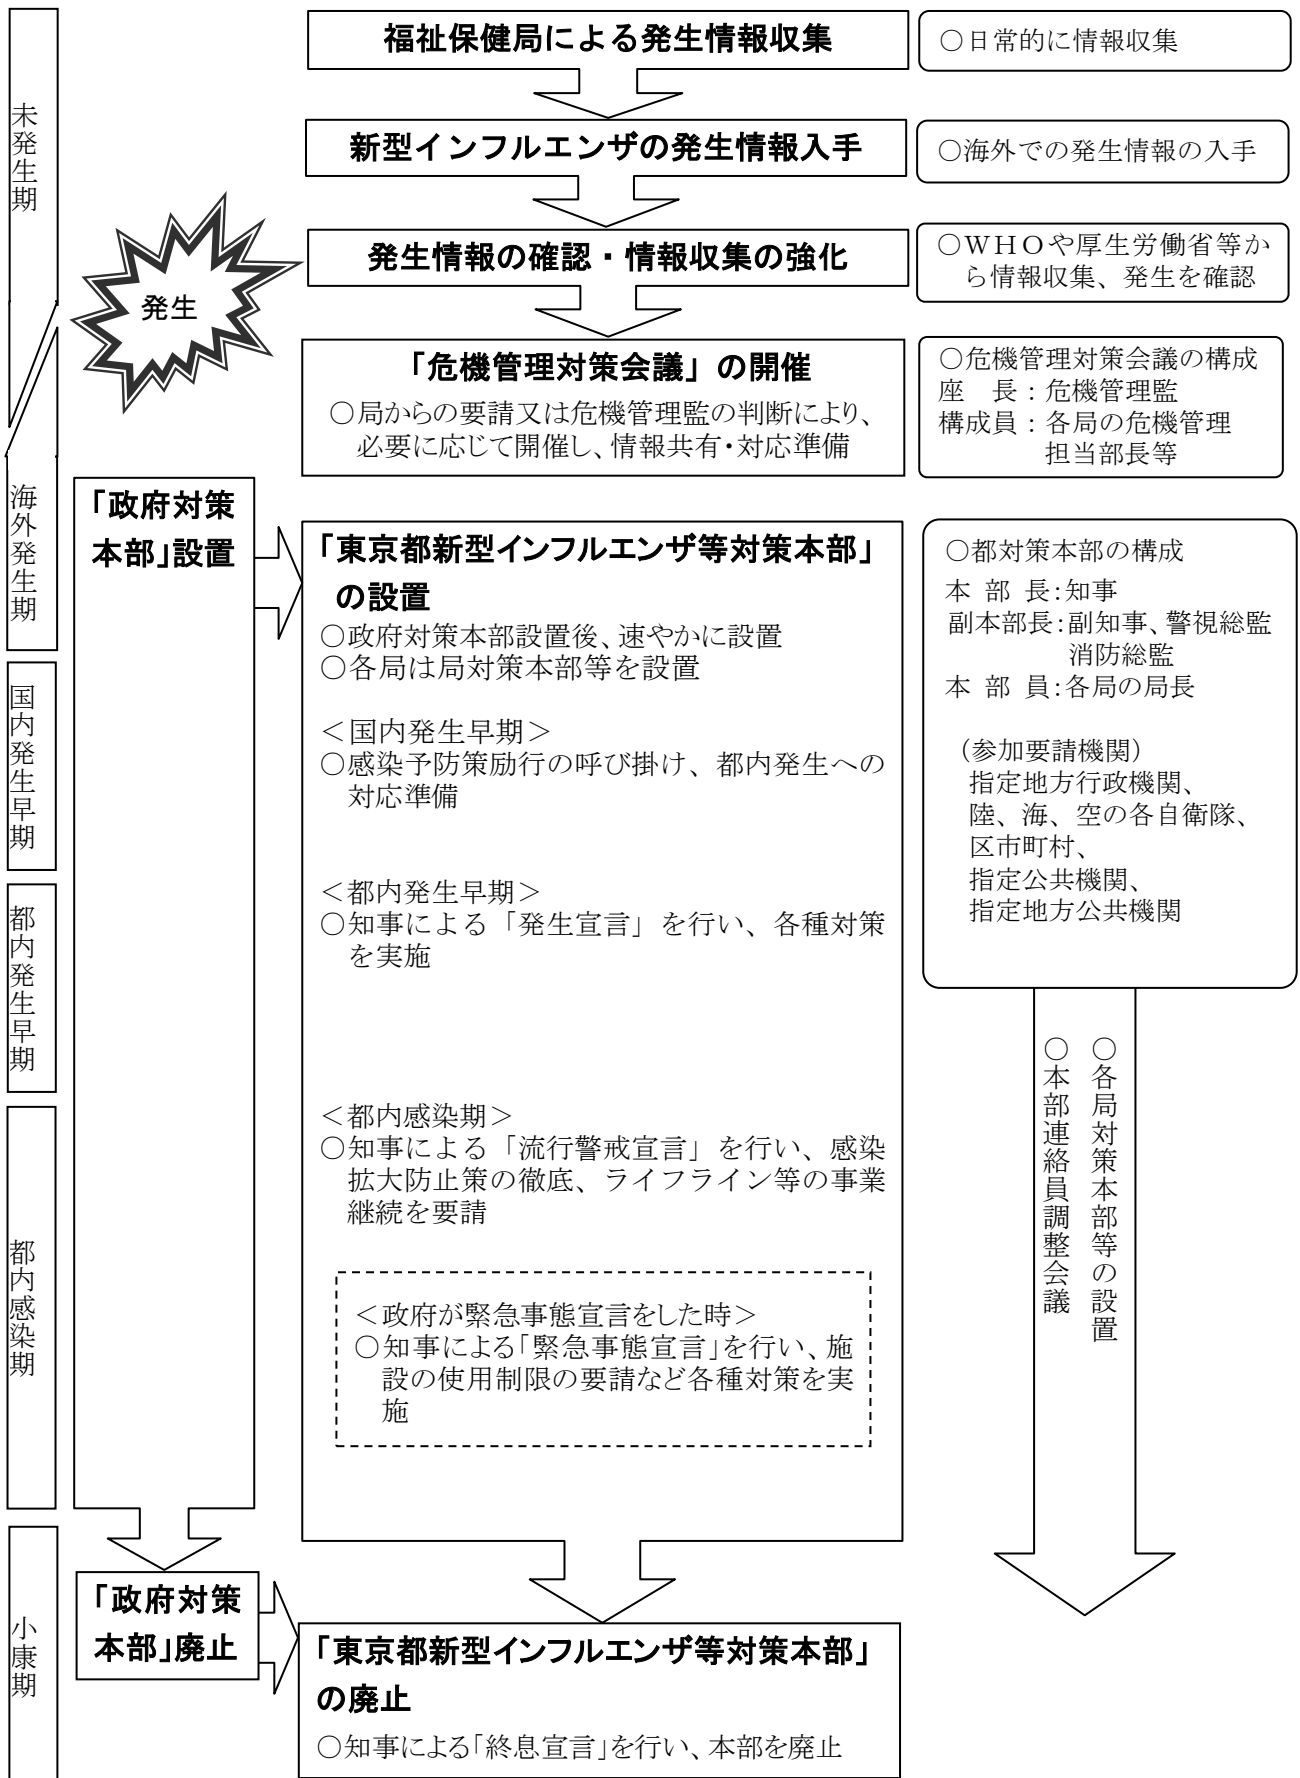 福祉保健局による発生情報収集
○日常的に情報収集
未発生期
新型インフルエンザの発生情報入手
○海外での発生情報の入手
発生
発生情報の確認・情報収集の強化
○WHOや厚生労働省等か
ら情報収集、発生を確認
「危機管理対策会議」の開催
○局からの要請又は危機管理監の判断により、
必要に応じて開催し、情報共有・対応準備
○危機管理対策会議の構成
座　長：危機管理監
構成員：各局の危機管理
担当部長等
海外発生期
「政府対策
本部」設置
「東京都新型インフルエンザ等対策本部」
の設置
○政府対策本部設置後、速やかに設置
○各局は局対策本部等を設置
○都対策本部の構成
本 部 長：知事
副本部長：副知事、警視総監
消防総監
本 部 員：各局の局長
（参加要請機関）
指定地方行政機関、
陸、海、空の各自衛隊、
区市町村、
指定公共機関、
指定地方公共機関
国内発生早期
＜国内発生早期＞
○感染予防策励行の呼び掛け、都内発生への
対応準備
都内発生早期
＜都内発生早期＞
○知事による「発生宣言」を行い、各種対策
を実施
○各局対策本部等の設置
○本部連絡員調整会議
都内感染期
＜都内感染期＞
○知事による「流行警戒宣言」を行い、感染
拡大防止策の徹底、ライフライン等の事業
継続を要請
＜政府が緊急事態宣言をした時＞
○知事による「緊急事態宣言」を行い、施
設の使用制限の要請など各種対策を実
施
小康期
「政府対策
本部」廃止
「東京都新型インフルエンザ等対策本部」
の廃止
○知事による「終息宣言」を行い、本部を廃止